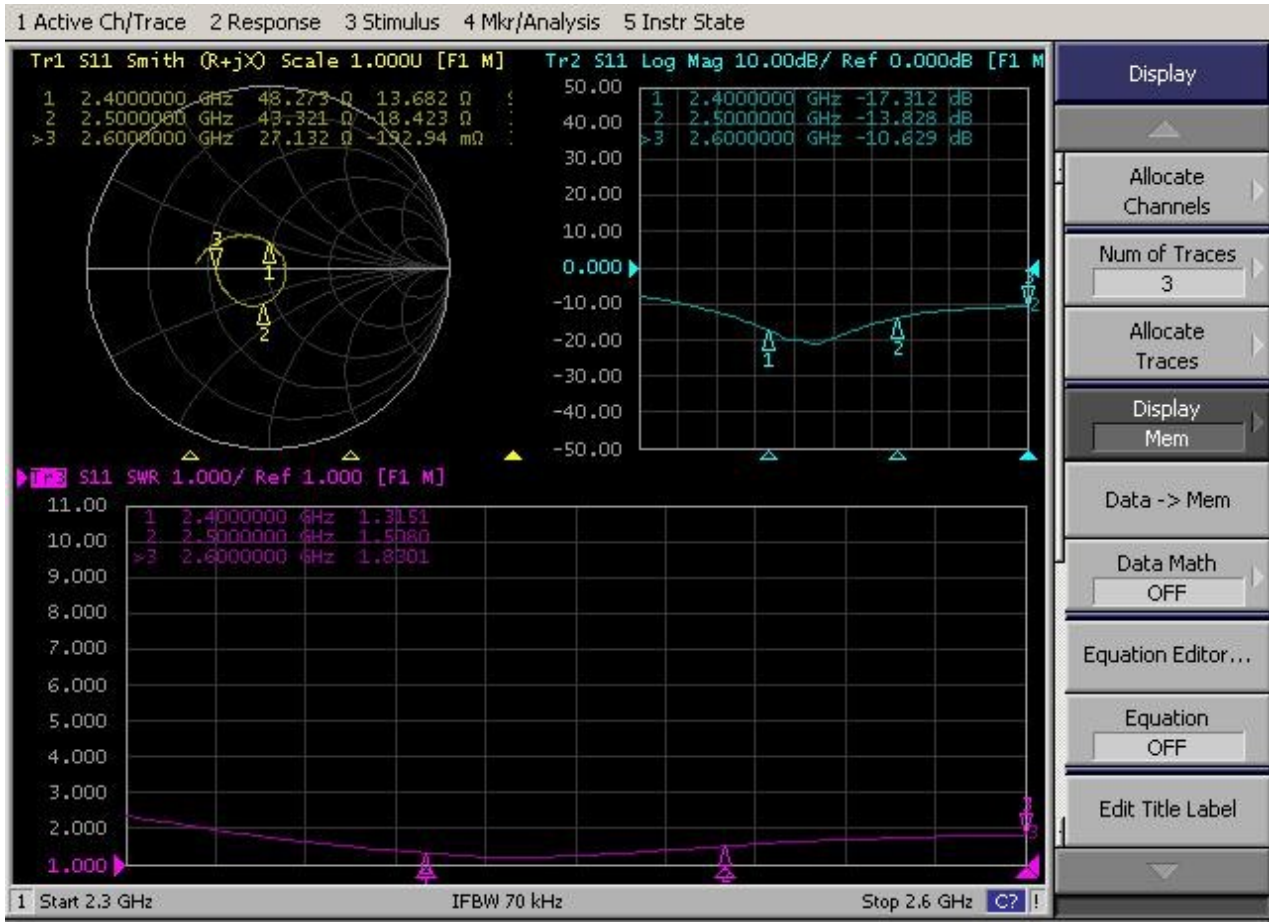 1 Active Ch/Trace 2 Response 3 Stimulus 4 Mkr/Analysis 5 Instr State
Tr1 S11 Smith (R+jX) Scale 1.000U [F1 M]
1 2.4000000 GHz 48.273 Ω 13.682 Ω
2 2.5000000 GHz 43.321 Ω -18.423 Ω
>3 2.6000000 GHz 27.132 Ω -192.94 mΩ
3
1
2
Tr2 S11 Log Mag 10.00dB/ Ref 0.000dB [F1 M
50.00
40.00
30.00
20.00
10.00
0.000
-10.00
-20.00
-30.00
-40.00
-50.00
1 2.4000000 GHz -17.312 dB
2 2.5000000 GHz -13.828 dB
>3 2.6000000 GHz -10.629 dB
3
2
1
2
Tr3 S11 SWR 1.000/ Ref 1.000 [F1 M]
11.00
10.00
9.000
8.000
7.000
6.000
5.000
4.000
3.000
2.000
1.000
1 2.4000000 GHz 1.3151
2 2.5000000 GHz 1.5080
>3 2.6000000 GHz 1.8301
3
3
Display
Allocate
Channels
Num of Traces
3
Allocate
Traces
Display
Mem
Data -> Mem
Data Math
OFF
Equation Editor...
Equation
OFF
Edit Title Label
1 Start 2.3 GHz IFBW 70 kHz Stop 2.6 GHz C? !